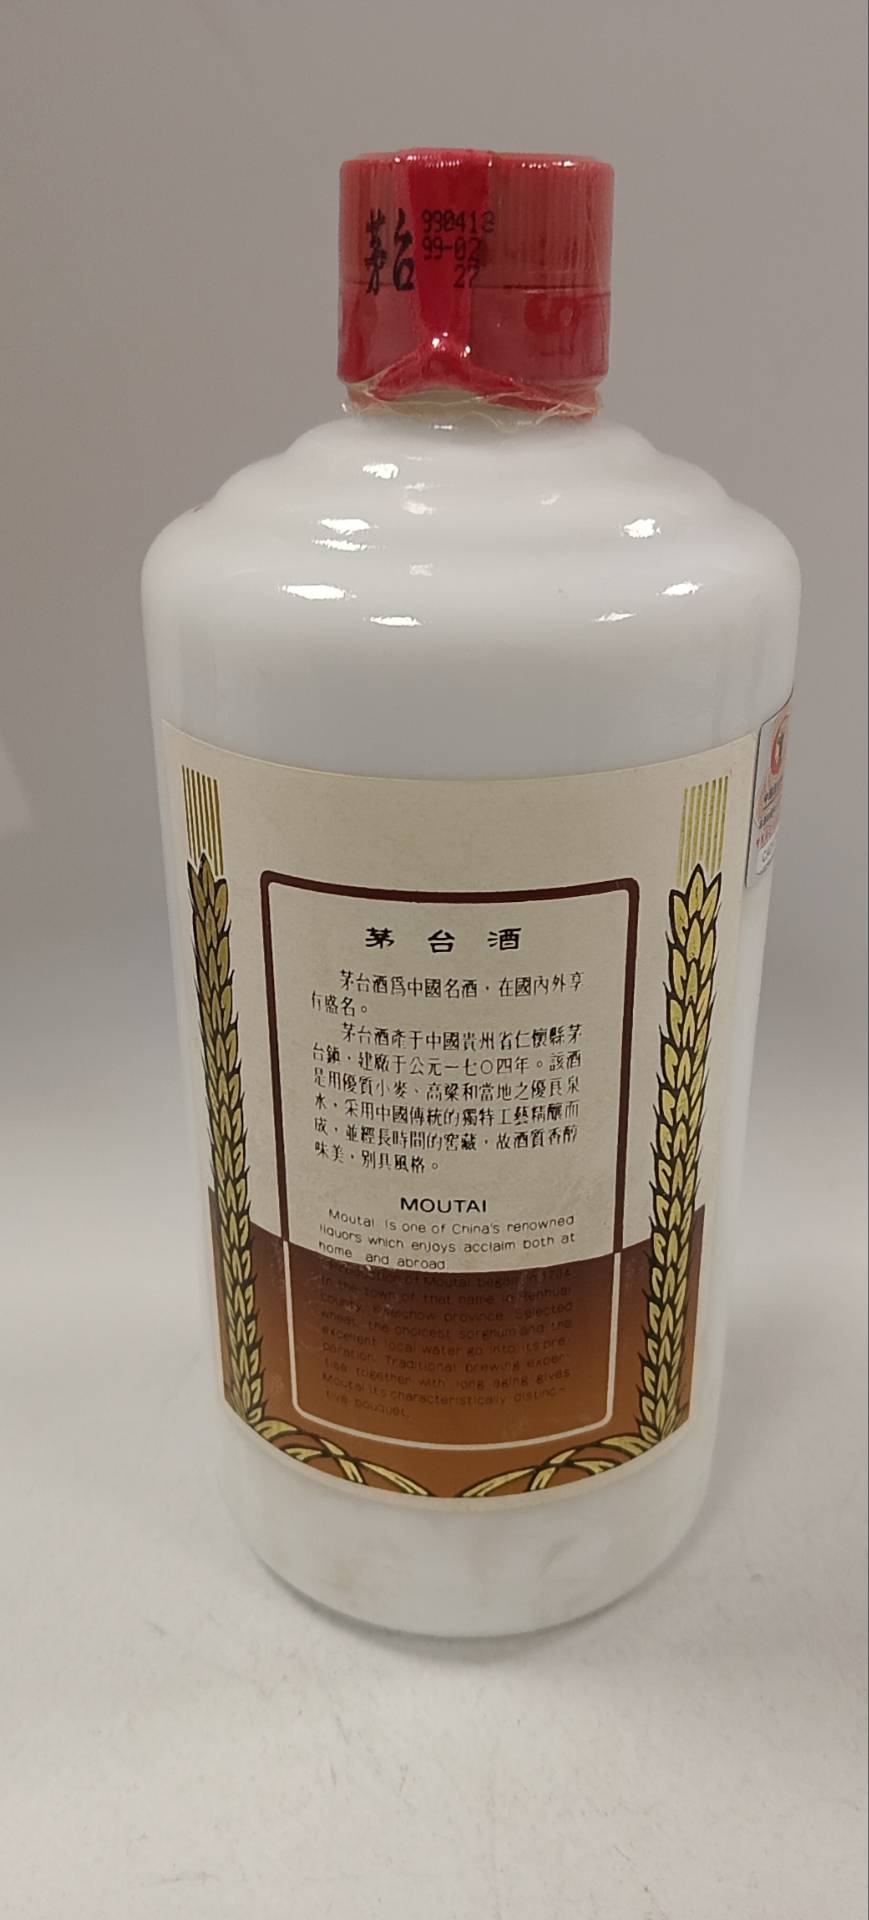 茅台
990418
99-02
27
茅台酒
茅台酒爲中國名酒，在國內外享
有盛名。
茅台酒產于中國貴州省仁懷縣茅
台鎮，建廠于公元一七〇四年。該酒
是用優質小麥、高粱和當地之優良泉
水，采用中國傳統的獨特工藝精釀而
成，並經長時間的窖藏，故酒質香醇
味美，別具風格。
MOUTAI
Moutai is one of China's renowned
liquors which enjoys acclaim both at
home and abroad
Production of Moutai began in 1704
in the town of that name in Renhuai
county, Kweichow province. Selected
wheat, the choicest sorghum and the
excellent local water go into its pre-
paration. Traditional brewing exper-
tise together with long aging gives
Moutai its characteristically distinc-
tive bouquet.